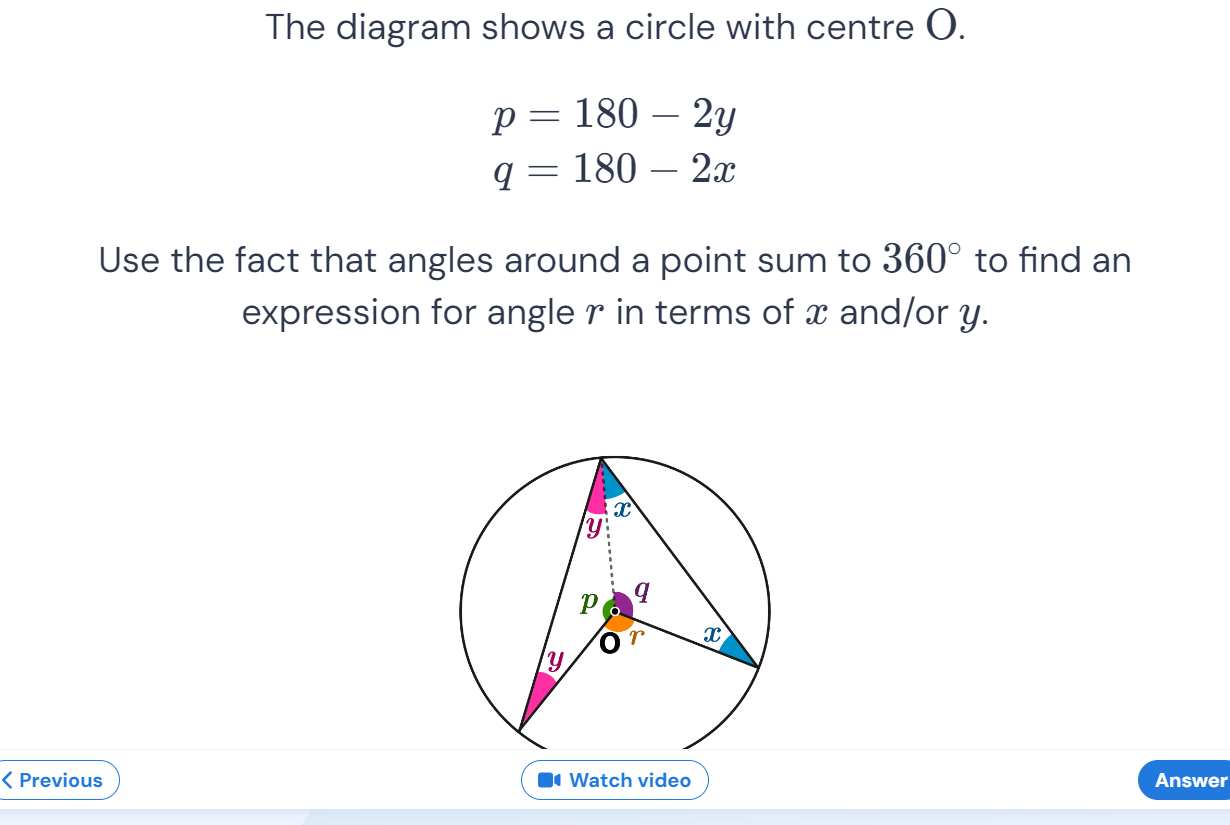 The diagram shows a circle with centre O.
p = 180 − 2y
q = 180 − 2x
Use the fact that angles around a point sum to 360° to find an
expression for angle r in terms of x and/or y.
y x
p q
O r x
y
Previous
Watch video
Answer